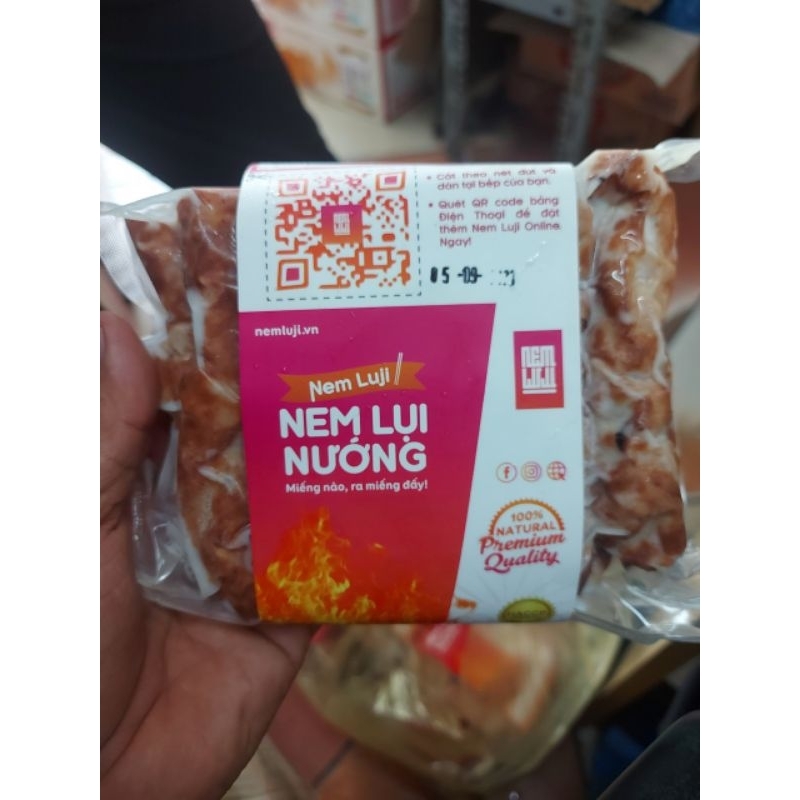 • Cắt theo nét đứt và
dán tại bếp của bạn.
• Quét QR code bằng
Điện Thoại để đặt
thêm Nem Luji Online
Ngay!
NEM
LUJI
05 -09-
nemluji.vn
Nem Luji
NEM LỤI
NƯỚNG
Miếng nào, ra miếng đấy!
NEM
LUJI
100%
NATURAL
Premium
Quality